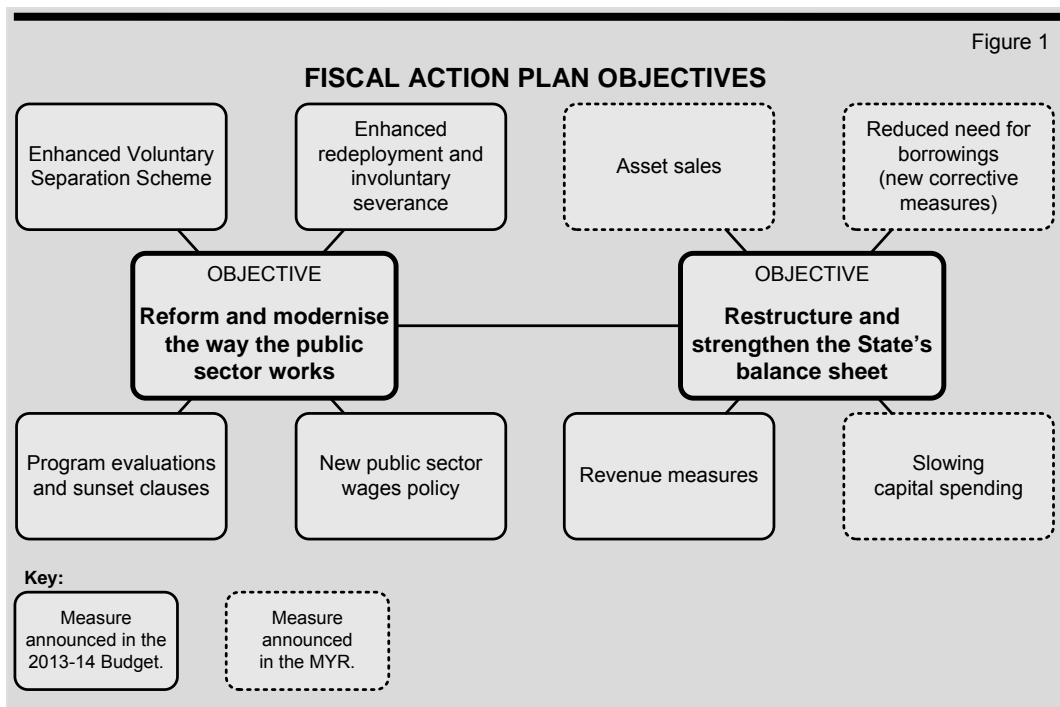 Figure 1
FISCAL ACTION PLAN OBJECTIVES
Enhanced Voluntary
Separation Scheme
Enhanced
redeployment and
involuntary
severance
Asset sales
Reduced need for
borrowings
(new corrective
measures)
OBJECTIVE
Reform and modernise
the way the public
sector works
OBJECTIVE
Restructure and
strengthen the State's
balance sheet
Program evaluations
and sunset clauses
New public sector
wages policy
Revenue measures
Slowing
capital spending
Key:
Measure
announced in the
2013-14 Budget.
Measure
announced
in the MYR.